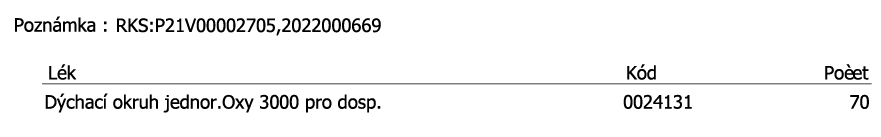 Poznámka : RKS:P21V00002705,2022000669
Lék Kód Poèet
Dýchací okruh jednor.Oxy 3000 pro dosp. 0024131 70